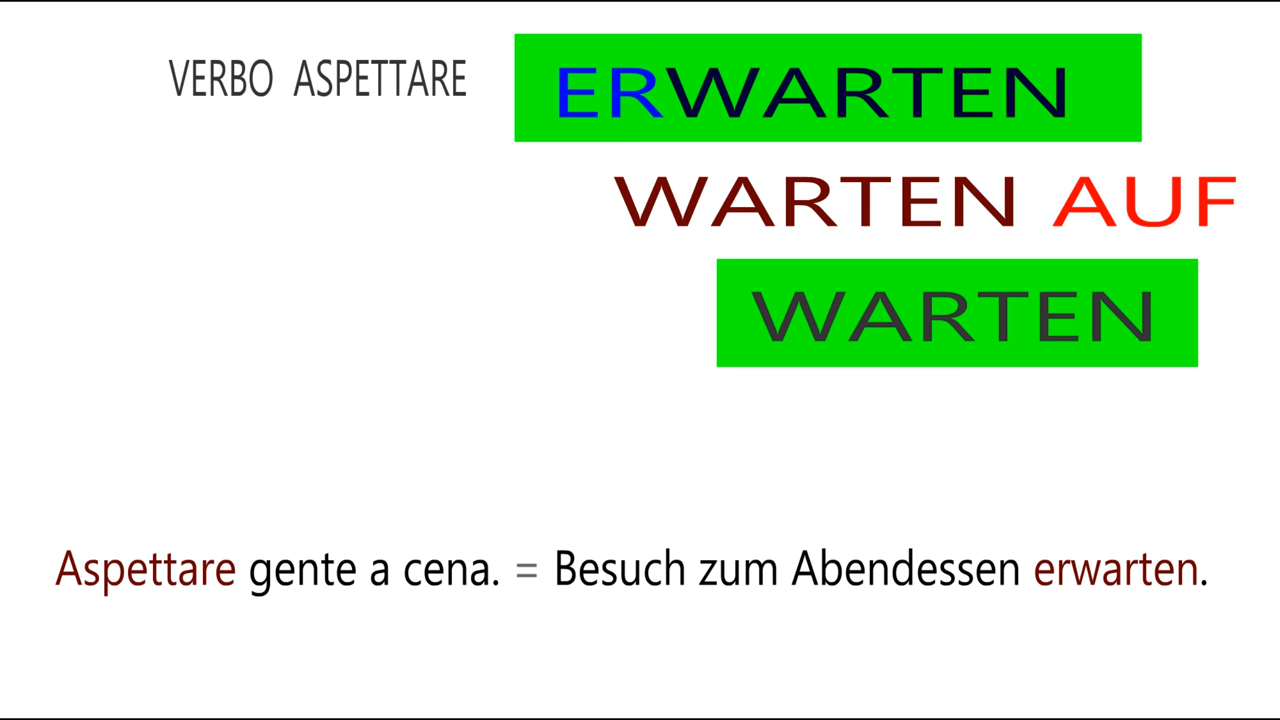 VERBO ASPETTARE ERWARTEN
WARTEN AUF
WARTEN
Aspettare gente a cena. = Besuch zum Abendessen erwarten.